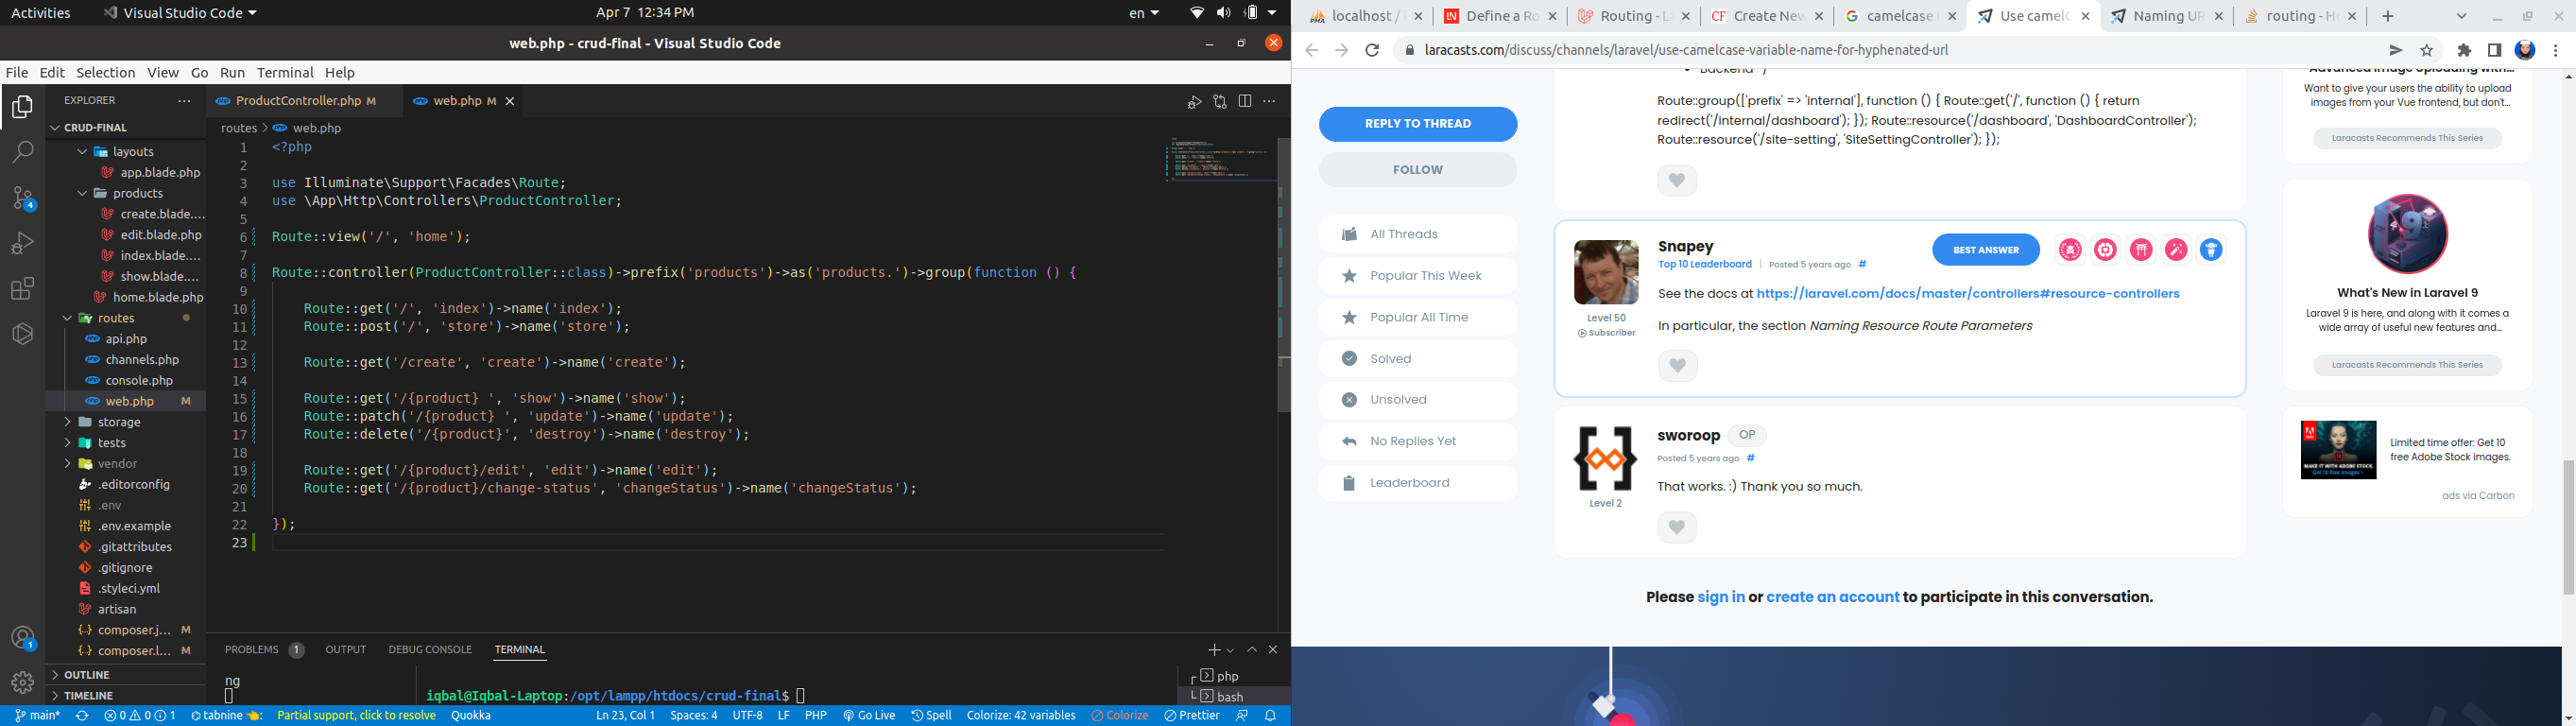 Activities
Visual Studio Code
Apr 7 12:34 PM
en
web.php - crud-final - Visual Studio Code
File Edit Selection View Go Run Terminal Help
EXPLORER
CRUD-FINAL
layouts
app.blade.php
products
create.blade....
edit.blade.php
index.blade....
show.blade....
home.blade.php
routes
api.php
channels.php
console.php
web.php M
storage
tests
vendor
.editorconfig
.env
.env.example
.gitattributes
.gitignore
.styleci.yml
artisan
composer.j... M
composer.l... M
OUTLINE
TIMELINE
4
1
ProductController.php M
web.php M
routes > web.php
1 <?php
2
3 use Illuminate\Support\Facades\Route;
4 use \App\Http\Controllers\ProductController;
5
6 Route::view('/', 'home');
7
8 Route::controller(ProductController::class)->prefix('products')->as('products.')->group(function () {
9
10 Route::get('/', 'index')->name('index');
11 Route::post('/', 'store')->name('store');
12
13 Route::get('/create', 'create')->name('create');
14
15 Route::get('/{product} ', 'show')->name('show');
16 Route::patch('/{product} ', 'update')->name('update');
17 Route::delete('/{product}', 'destroy')->name('destroy');
18
19 Route::get('/{product}/edit', 'edit')->name('edit');
20 Route::get('/{product}/change-status', 'changeStatus')->name('changeStatus');
21
22 });
23
PROBLEMS 1 OUTPUT DEBUG CONSOLE TERMINAL
ng
iqbal@Iqbal-Laptop:/opt/lampp/htdocs/crud-final$
php
bash
main* 0 0 1 tabnine Partial support, click to resolve Quokka Ln 23, Col 1 Spaces: 4 UTF-8 LF PHP Go Live Spell Colorize: 42 variables Colorize Prettier
localhost /
Define a Ro
Routing - L
Create New
camelcase
Use camelC
Naming UR
routing - H
laracasts.com/discuss/channels/laravel/use-camelcase-variable-name-for-hyphenated-url
REPLY TO THREAD
FOLLOW
All Threads
Popular This Week
Popular All Time
Solved
Unsolved
No Replies Yet
Leaderboard
Backend /
Route::group(['prefix' => 'internal'], function () { Route::get('/', function () { return
redirect('/internal/dashboard'); }); Route::resource('/dashboard', 'DashboardController');
Route::resource('/site-setting', 'SiteSettingController'); });
Snapey
Top 10 Leaderboard | Posted 5 years ago #
BEST ANSWER
See the docs at https://laravel.com/docs/master/controllers#resource-controllers
In particular, the section Naming Resource Route Parameters
Level 50
Subscriber
sworoop OP
Posted 5 years ago #
That works. :) Thank you so much.
Level 2
Please sign in or create an account to participate in this conversation.
Advanced Image Uploading with...
Want to give your users the ability to upload
images from your Vue frontend, but don't...
Laracasts Recommends This Series
What's New in Laravel 9
Laravel 9 is here, and along with it comes a
wide array of useful new features and...
Laracasts Recommends This Series
MAKE IT WITH ADOBE STOCK.
Get 10 free images ›
Limited time offer: Get 10
free Adobe Stock images.
ads via Carbon